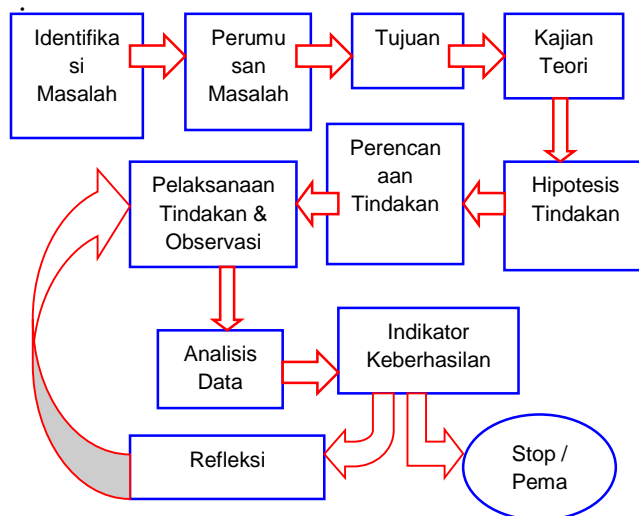 Identifika
si
Masalah
Perumu
san
Masalah
Tujuan
Kajian
Teori
Hipotesis
Tindakan
Perencan
aan
Tindakan
Pelaksanaan
Tindakan &
Observasi
Analisis
Data
Indikator
Keberhasilan
Refleksi
Stop /
Pema